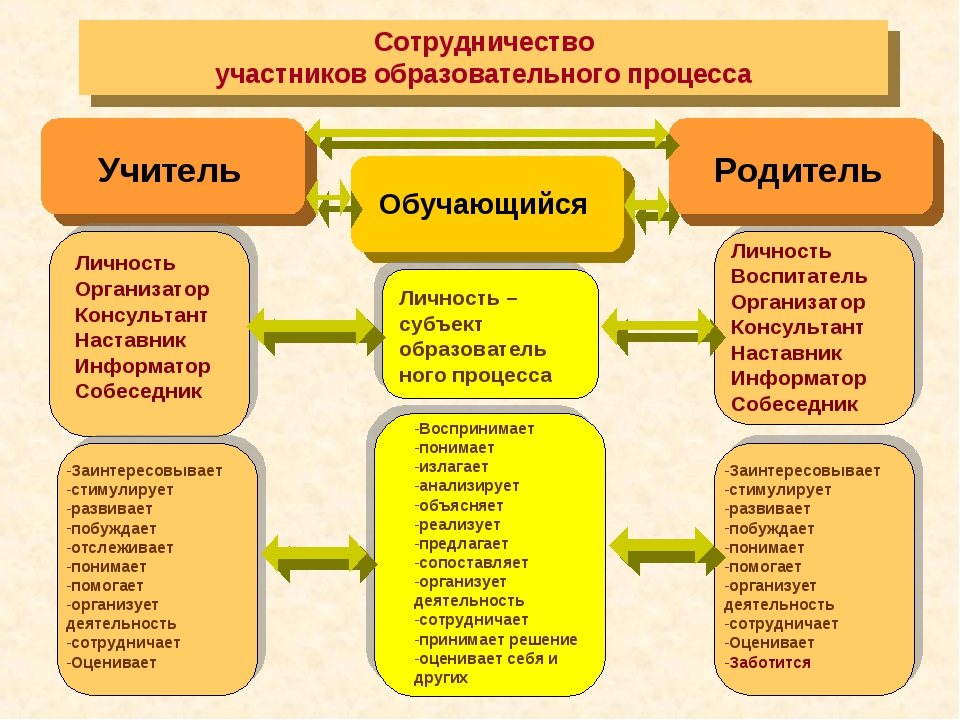 Сотрудничество
участников образовательного процесса
Учитель
Обучающийся
Родитель
Личность
Организатор
Консультант
Наставник
Информатор
Собеседник
Личность –
субъект
образователь
ного процесса
Личность
Воспитатель
Организатор
Консультант
Наставник
Информатор
Собеседник
-Заинтересовывает
-стимулирует
-развивает
-побуждает
-отслеживает
-понимает
-помогает
-организует
деятельность
-сотрудничает
-Оценивает
-Воспринимает
-понимает
-излагает
-анализирует
-объясняет
-реализует
-предлагает
-сопоставляет
-организует
деятельность
-сотрудничает
-принимает решение
-оценивает себя и
других
-Заинтересовывает
-стимулирует
-развивает
-побуждает
-понимает
-помогает
-организует
деятельность
-сотрудничает
-Оценивает
-Заботится